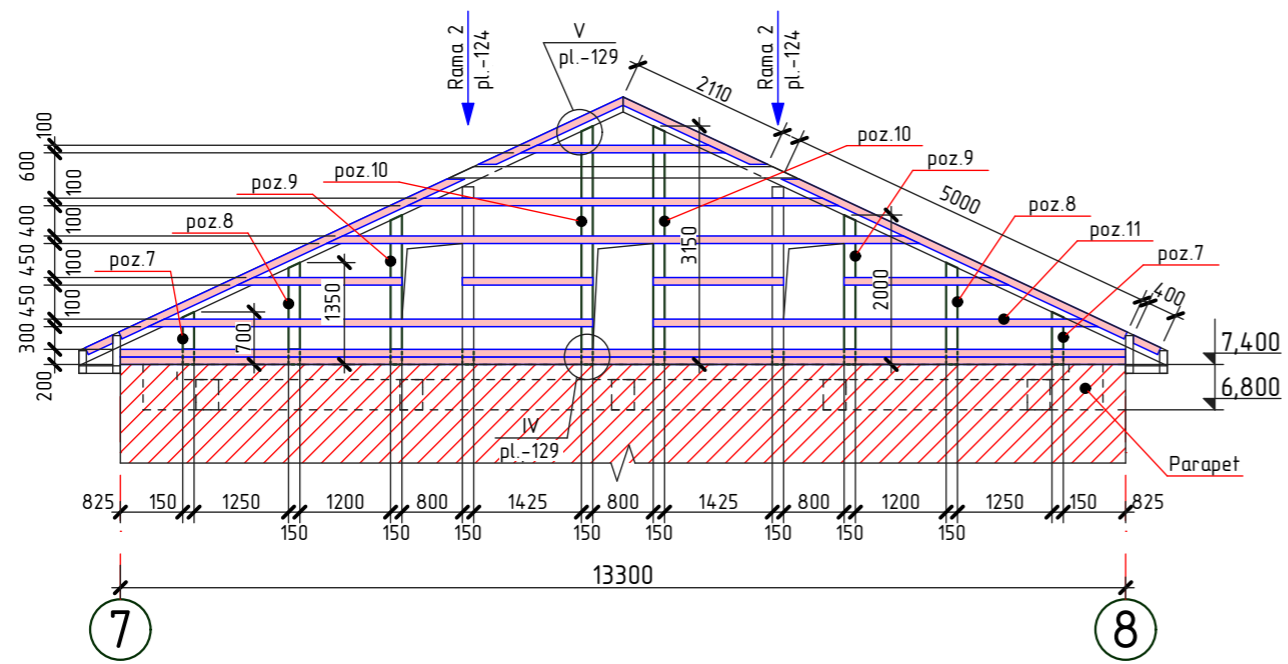 Rama 2
pl.-124
V
pl.-129
Rama 2
pl.-124
2110
5000
400
poz.10
poz.9
poz.8
poz.11
poz.7
poz.10
poz.9
poz.8
poz.7
100
600
100
400
100
450
100
450
100
300
200
700
1350
3150
2000
7,400
6,800
IV
pl.-129
Parapet
825
150
1250
1200
800
1425
800
1425
800
1200
1250
150
825
150
150
150
150
150
150
150
150
13300
7
8